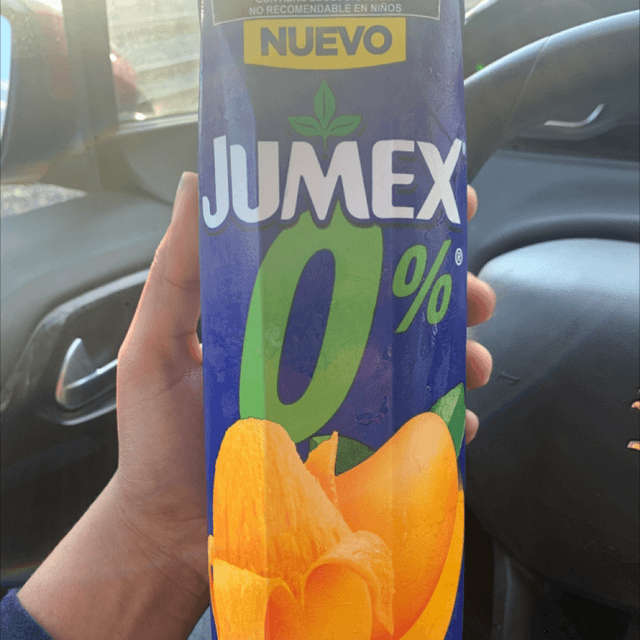 NO RECOMENDABLE EN NIÑOS
NUEVO
JUMEX
0%®